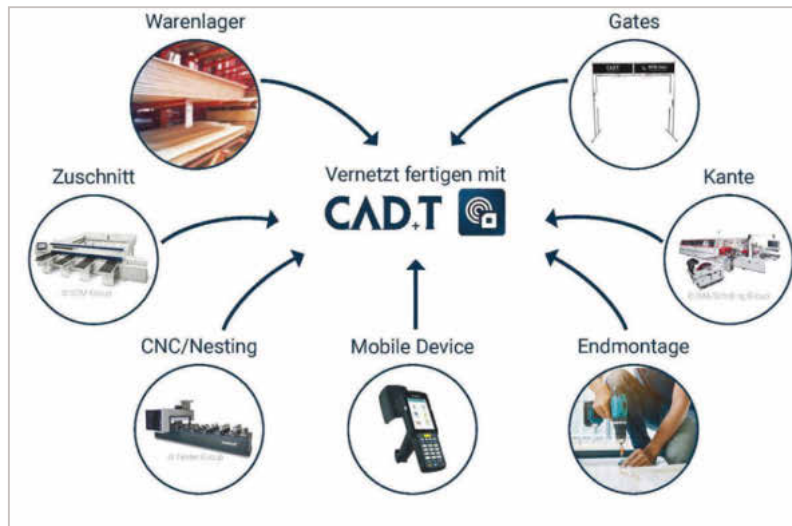 Warenlager
Gates
Vernetzt fertigen mit
CAD+T
Zuschnitt
Kante
CNC/Nesting
Mobile Device
Endmontage